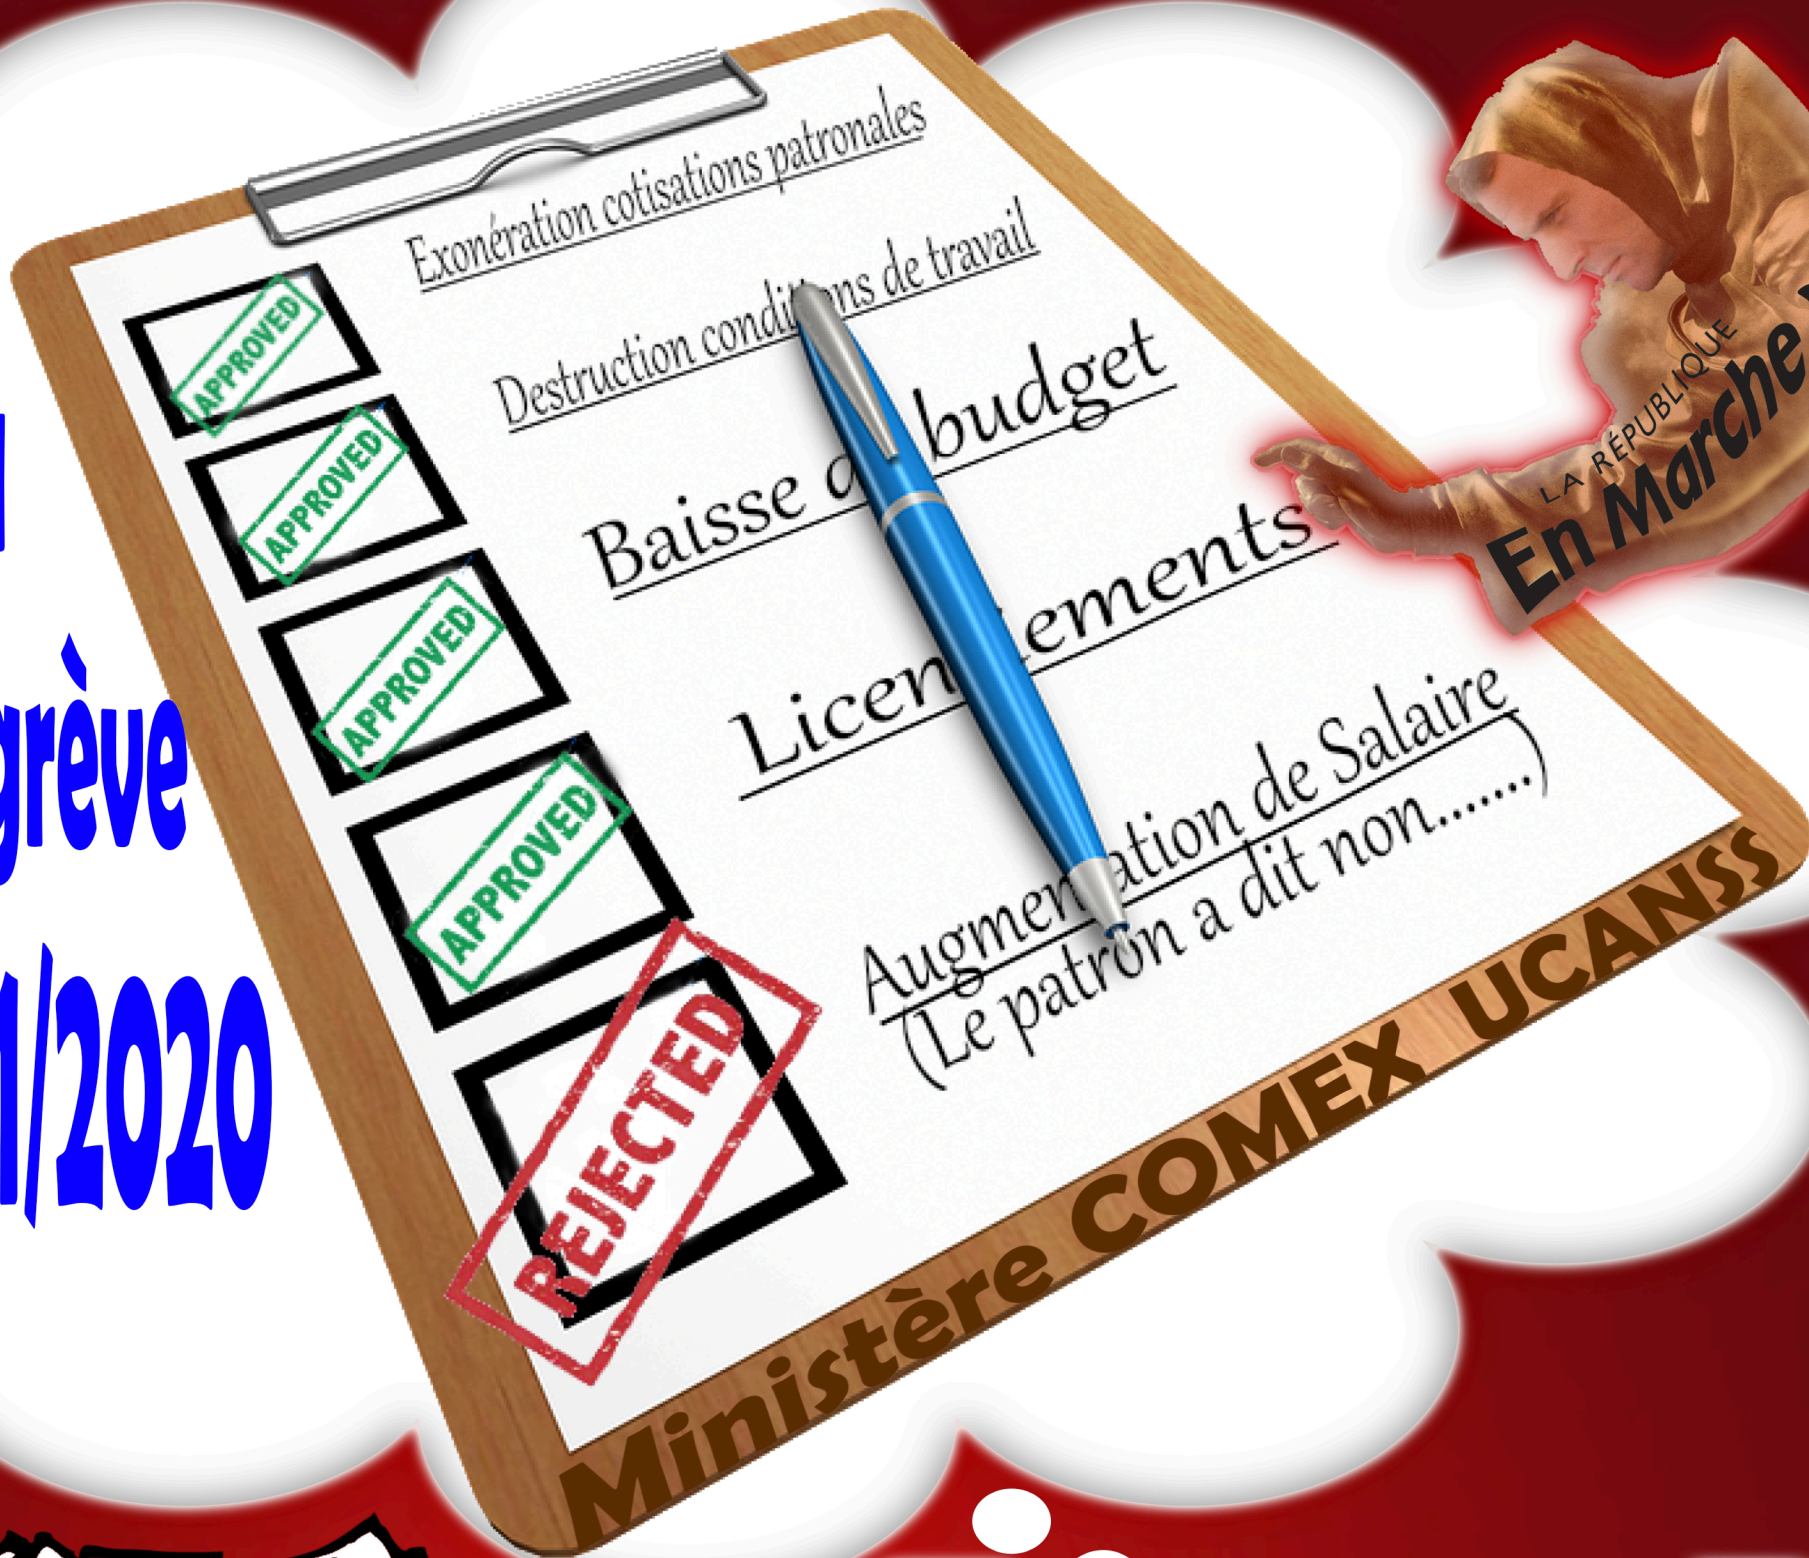 Exonération cotisations patronales
APPROVED
Destruction conditions de travail
APPROVED
Baisse budget
APPROVED
Licenciements
APPROVED
Augmentation de Salaire
(Le patron a dit non.......)
REJECTED
Ministère COMEX UCANSS
LA RÉPUBLIQUE
En Marche
grève
1/2020